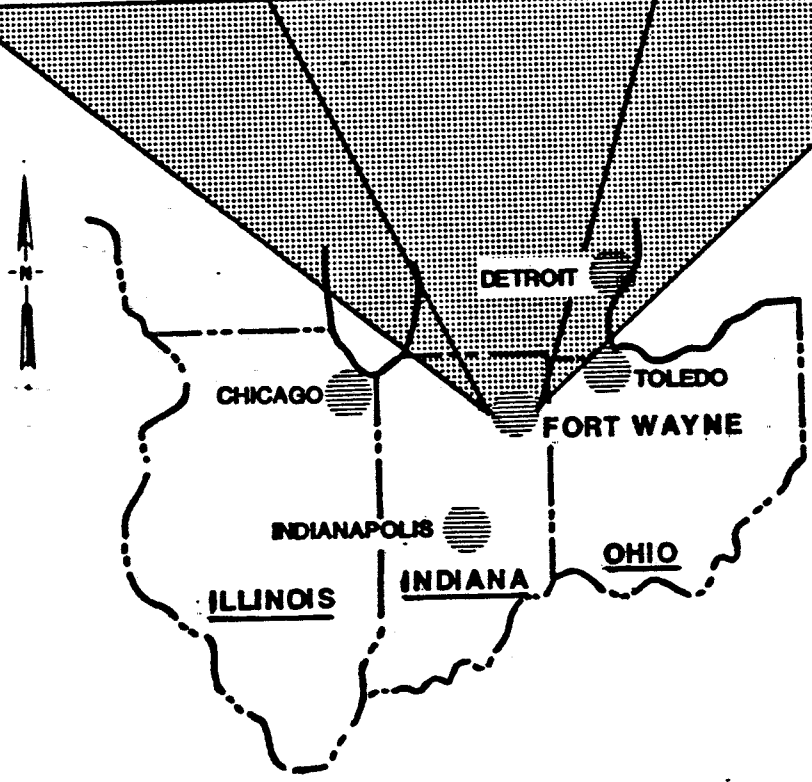 N
DETROIT
CHICAGO
TOLEDO
FORT WAYNE
INDIANAPOLIS
OHIO
INDIANA
ILLINOIS